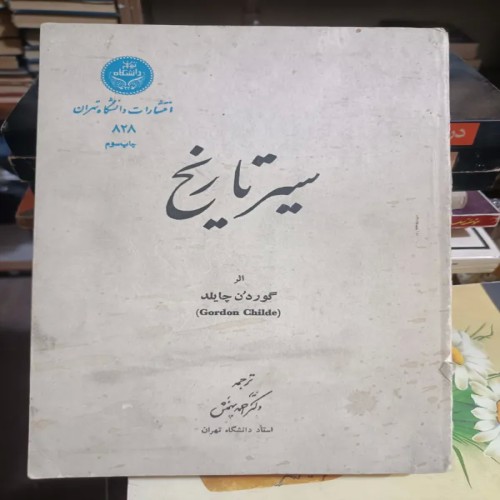 انتشارات دانشگاه تهران
۸۲۸
چاپ سوم
سیر تاریخ
اثر
گوردن چایلد
(Gordon Childe)
ترجمه
دکتر احمد بهمنش
استاد دانشگاه تهران